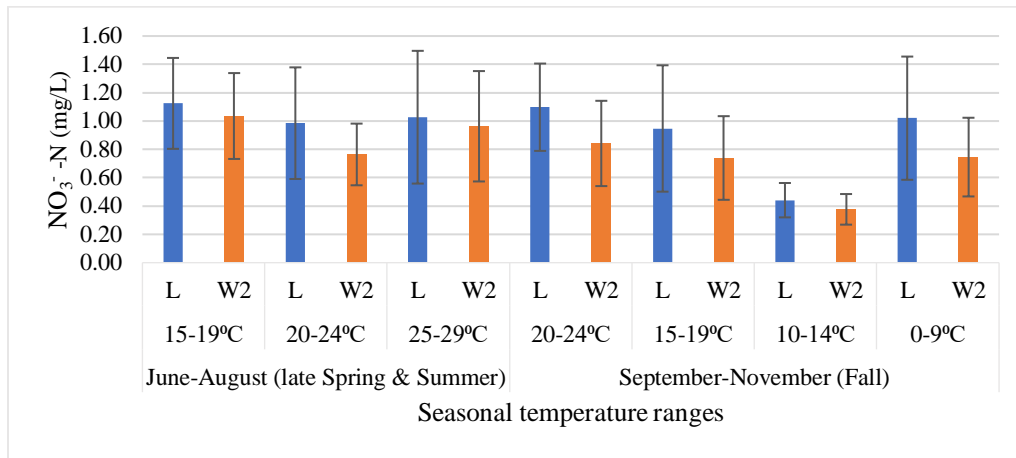 1.60
1.40
1.20
1.00
0.80
0.60
0.40
0.20
0.00
NO₃⁻ -N (mg/L)
L W2 L W2 L W2 L W2 L W2 L W2 L W2
15-19ºC 20-24ºC 25-29ºC 20-24ºC 15-19ºC 10-14ºC 0-9ºC
June-August (late Spring & Summer) September-November (Fall)
Seasonal temperature ranges